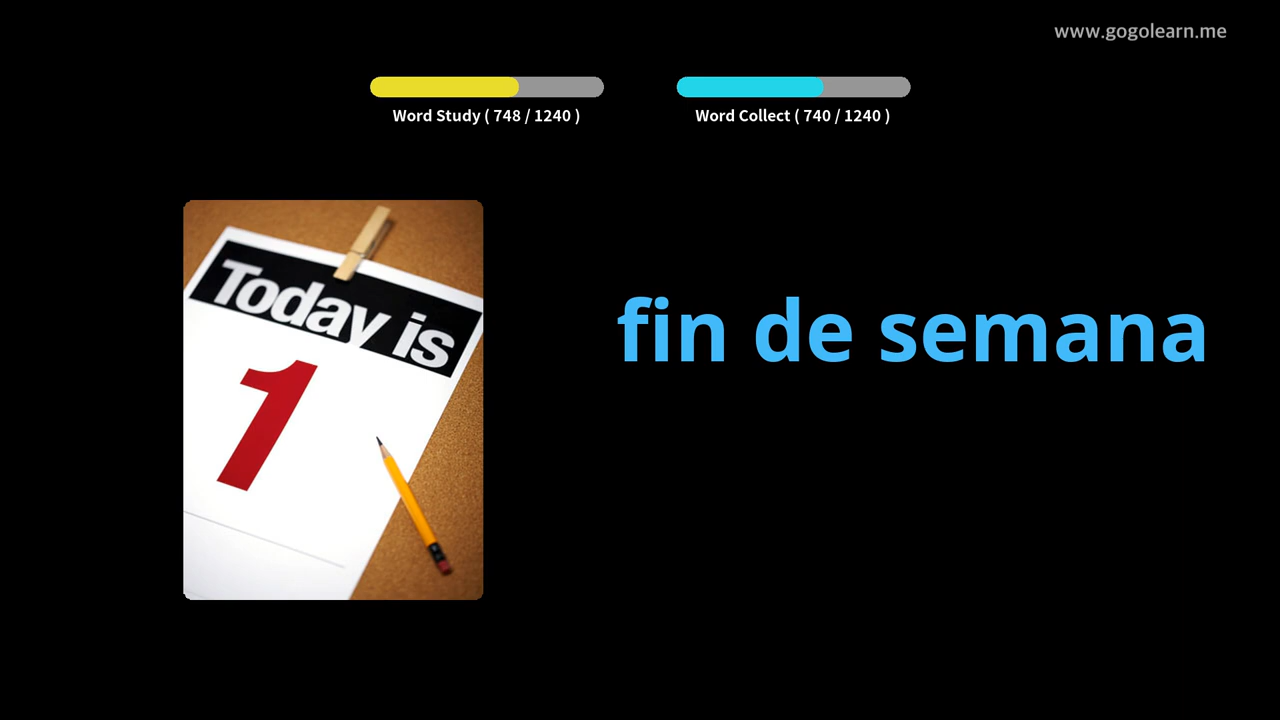 www.gogolearn.me
Word Study ( 748 / 1240 )
Word Collect ( 740 / 1240 )
Today is
1
fin de semana